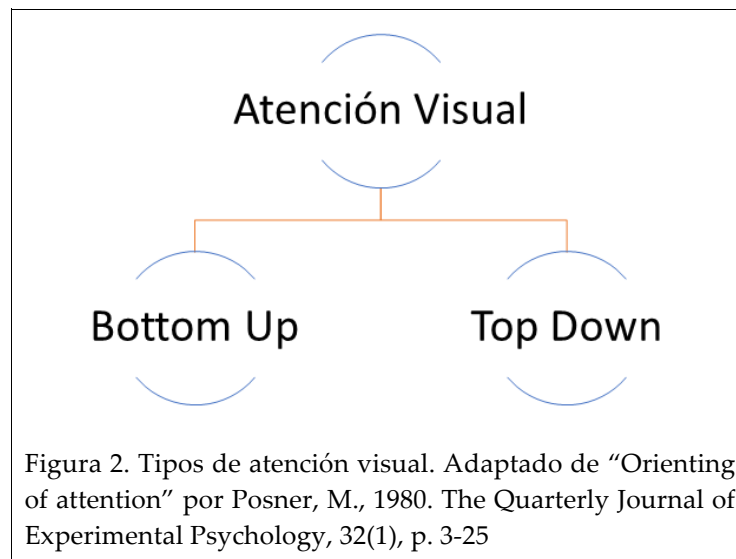 Atención Visual
Bottom Up
Top Down
Figura 2. Tipos de atención visual. Adaptado de “Orienting
of attention” por Posner, M., 1980. The Quarterly Journal of
Experimental Psychology, 32(1), p. 3-25